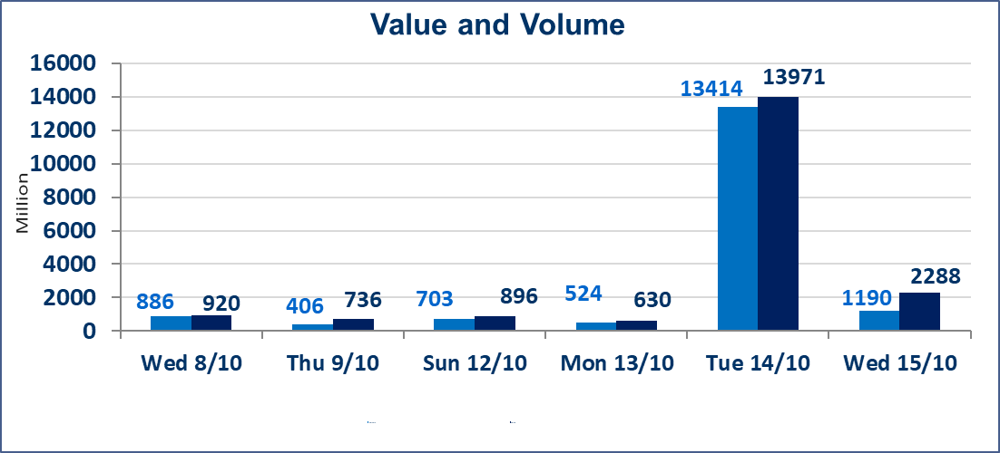 Value and Volume
Million
16000
14000
12000
10000
8000
6000
4000
2000
0
886
920
406
736
703
896
524
630
13414
13971
1190
2288
Wed 8/10
Thu 9/10
Sun 12/10
Mon 13/10
Tue 14/10
Wed 15/10